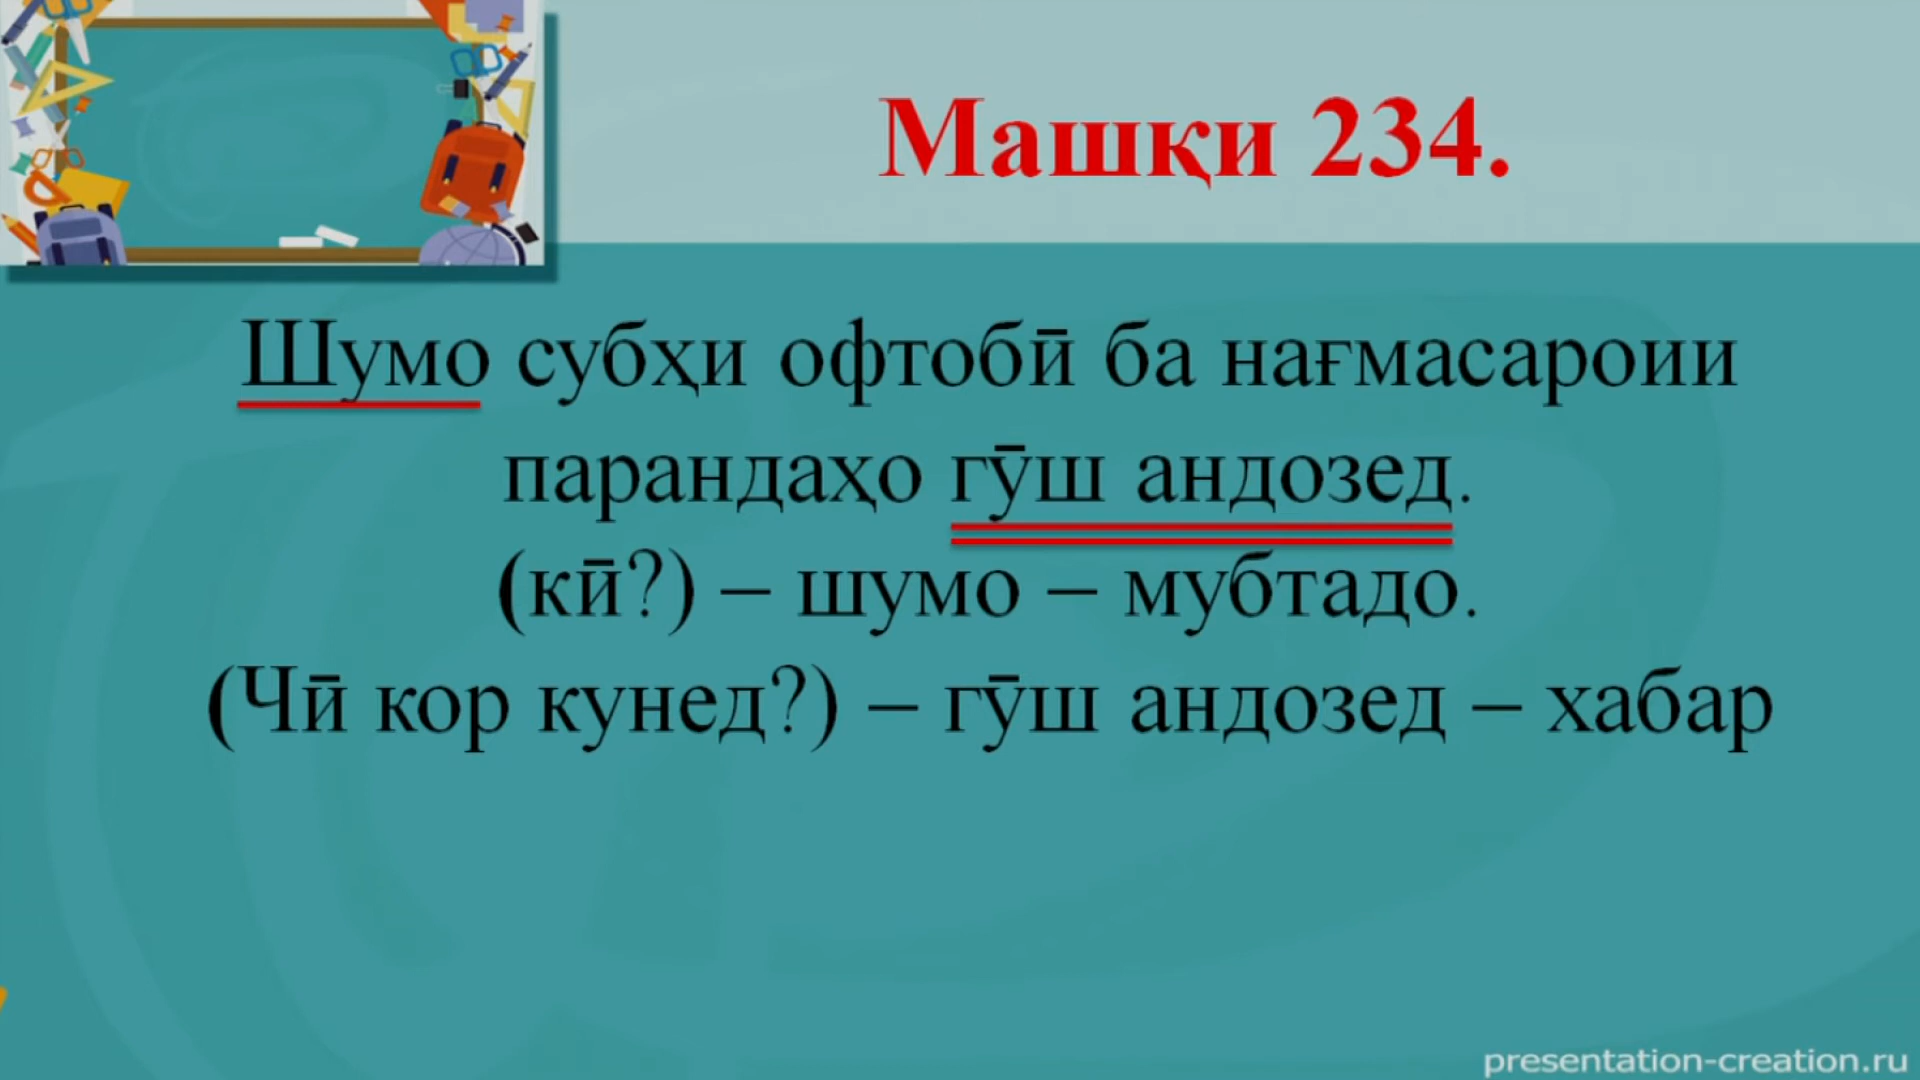 Машқи 234.
Шумо субҳи офтобӣ ба нағмасароии
парандаҳо гӯш андозед.
(кӣ?) – шумо – мубтадо.
(Чӣ кор кунед?) – гӯш андозед – хабар
presentation-creation.ru